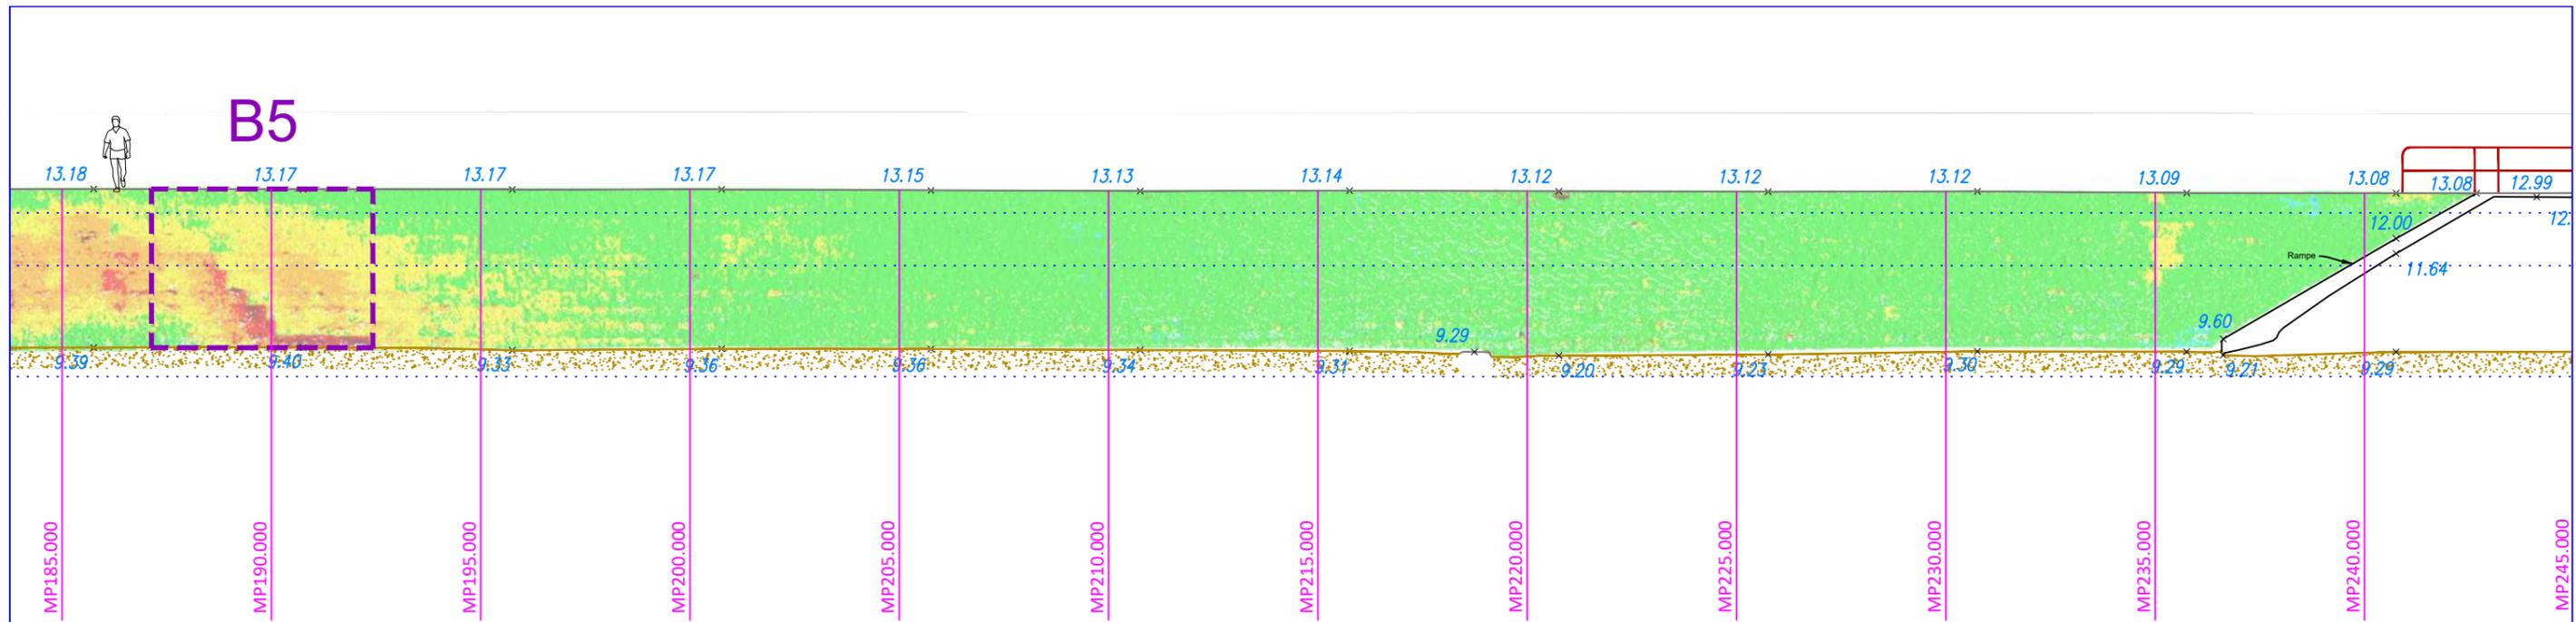 B5
13.18
13.17
13.17
13.17
13.15
13.13
13.14
13.12
13.12
13.12
13.09
13.08
13.08
12.99
12.00
12.
Rampe
11.64
9.60
9.29
9.39
9.40
9.33
9.36
9.36
9.34
9.31
9.20
9.23
9.30
9.29
9.21
9.29
MP185.000
MP190.000
MP195.000
MP200.000
MP205.000
MP210.000
MP215.000
MP220.000
MP225.000
MP230.000
MP235.000
MP240.000
MP245.000